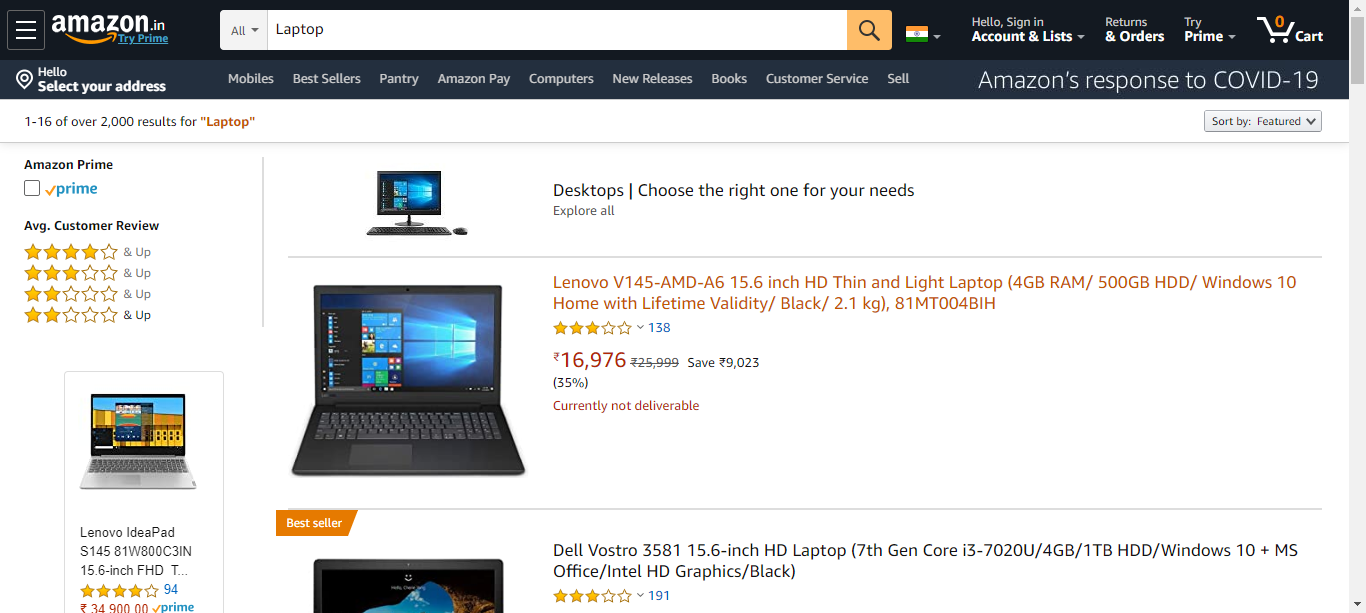 amazon.in
Try Prime
All
Laptop
Hello, Sign in
Account & Lists
Returns
& Orders
Try
Prime
0
Cart
Hello
Select your address
Mobiles
Best Sellers
Pantry
Amazon Pay
Computers
New Releases
Books
Customer Service
Sell
Amazon's response to COVID-19
1-16 of over 2,000 results for "Laptop"
Sort by: Featured
Amazon Prime
prime
Avg. Customer Review
& Up
& Up
& Up
& Up
Lenovo IdeaPad
S145 81W800C3IN
15.6-inch FHD T...
94
₹ 34,900.00 prime
Desktops | Choose the right one for your needs
Explore all
Lenovo V145-AMD-A6 15.6 inch HD Thin and Light Laptop (4GB RAM/ 500GB HDD/ Windows 10
Home with Lifetime Validity/ Black/ 2.1 kg), 81MT004BIH
138
₹16,976 ₹25,999 Save ₹9,023
(35%)
Currently not deliverable
Best seller
Dell Vostro 3581 15.6-inch HD Laptop (7th Gen Core i3-7020U/4GB/1TB HDD/Windows 10 + MS
Office/Intel HD Graphics/Black)
191